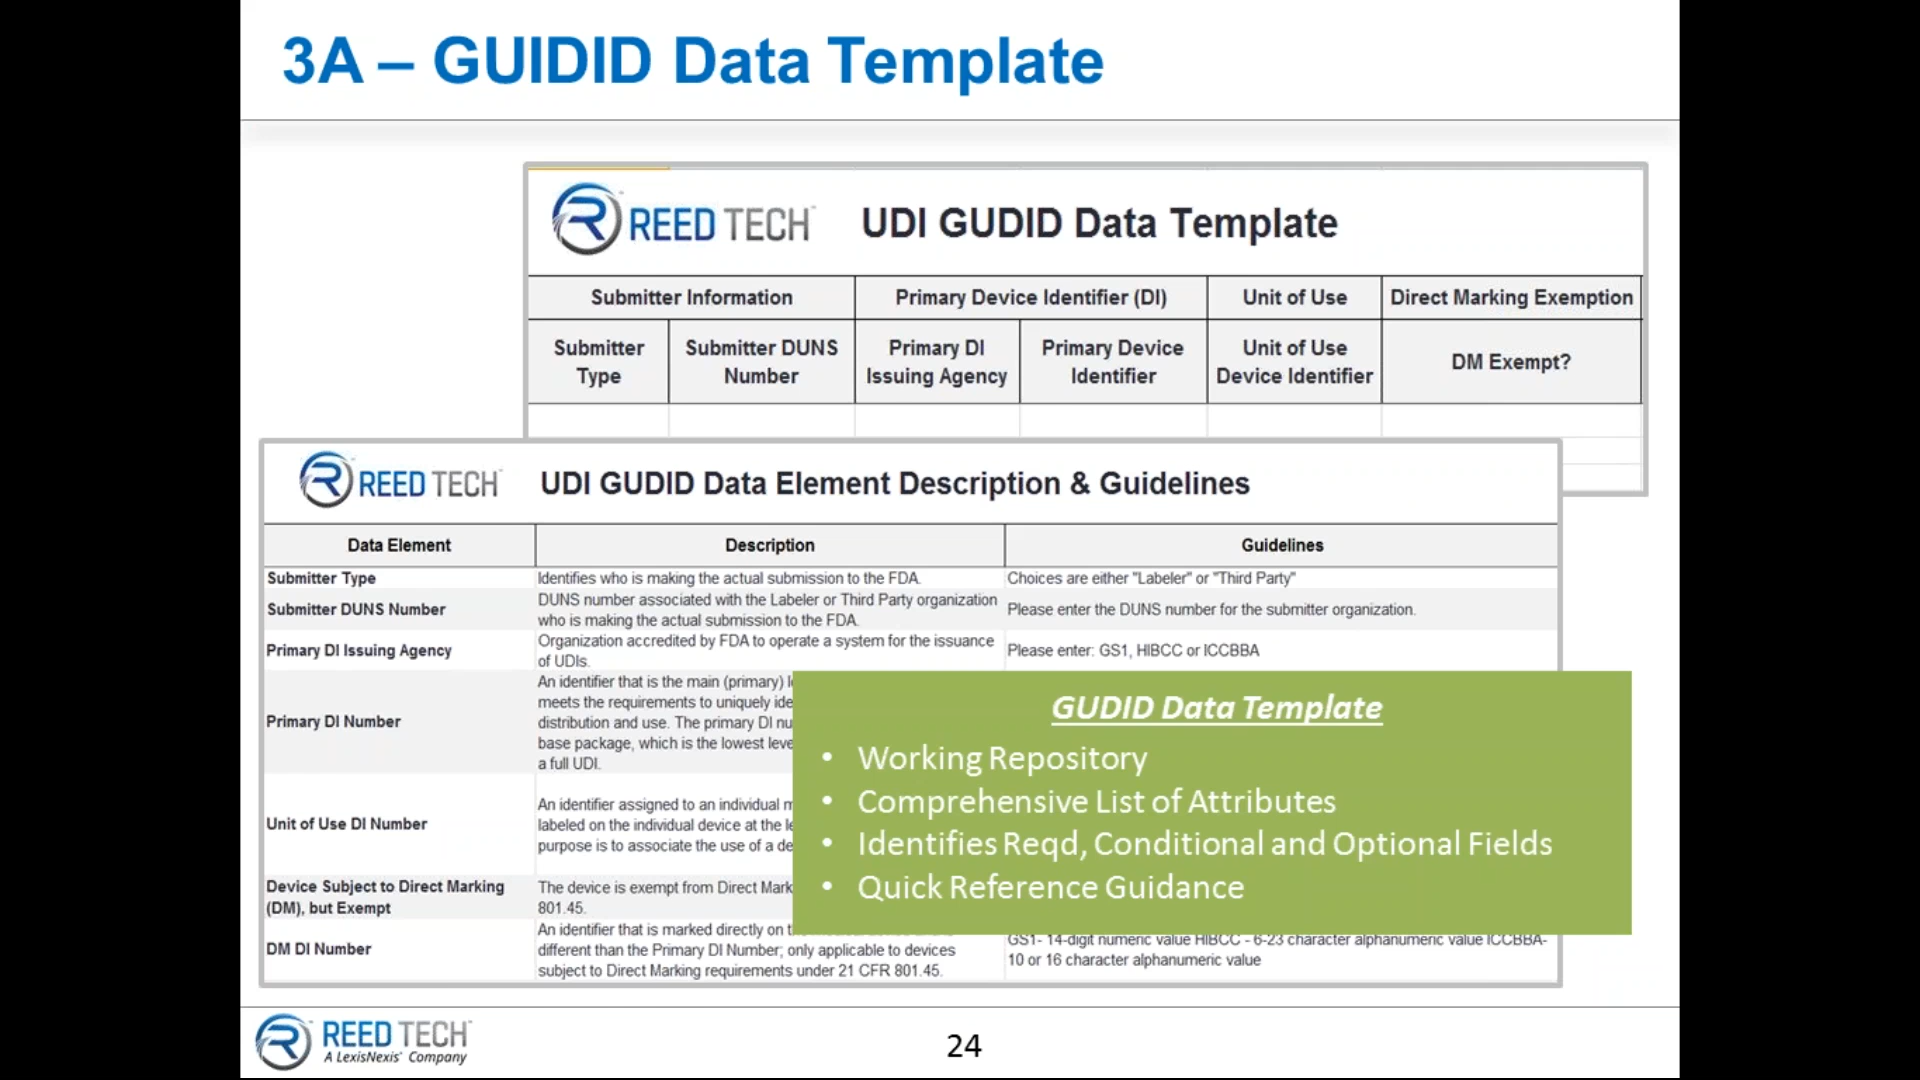 3A – GUIDID Data Template
REED TECH™ UDI GUDID Data Template
Submitter Information Primary Device Identifier (DI) Unit of Use Direct Marking Exemption
Submitter Type
Submitter DUNS Number
Primary DI Issuing Agency
Primary Device Identifier
Unit of Use Device Identifier
DM Exempt?
REED TECH™ UDI GUDID Data Element Description & Guidelines
Data Element Description Guidelines
Submitter Type
Identifies who is making the actual submission to the FDA.
Choices are either "Labeler" or "Third Party"
Submitter DUNS Number
DUNS number associated with the Labeler or Third Party organization
who is making the actual submission to the FDA.
Please enter the DUNS number for the submitter organization.
Primary DI Issuing Agency
Organization accredited by FDA to operate a system for the issuance
of UDIs.
Please enter: GS1, HIBCC or ICCBBA
Primary DI Number
An identifier that is the main (primary)
meets the requirements to uniquely
distribution and use. The primary DI
base package, which is the lowest
a full UDI.
Unit of Use DI Number
An identifier assigned to an individual
labeled on the individual device at the
purpose is to associate the use of a
Device Subject to Direct Marking
(DM), but Exempt
The device is exempt from Direct
801.45.
DM DI Number
An identifier that is marked directly on
different than the Primary DI Number; only applicable to devices
subject to Direct Marking requirements under 21 CFR 801.45.
GS1- 14-digit numeric value HIBCC - 6-23 character alphanumeric value ICCBBA-
10 or 16 character alphanumeric value
GUDID Data Template
• Working Repository
• Comprehensive List of Attributes
• Identifies Reqd, Conditional and Optional Fields
• Quick Reference Guidance
REED TECH™
A LexisNexis® Company
24